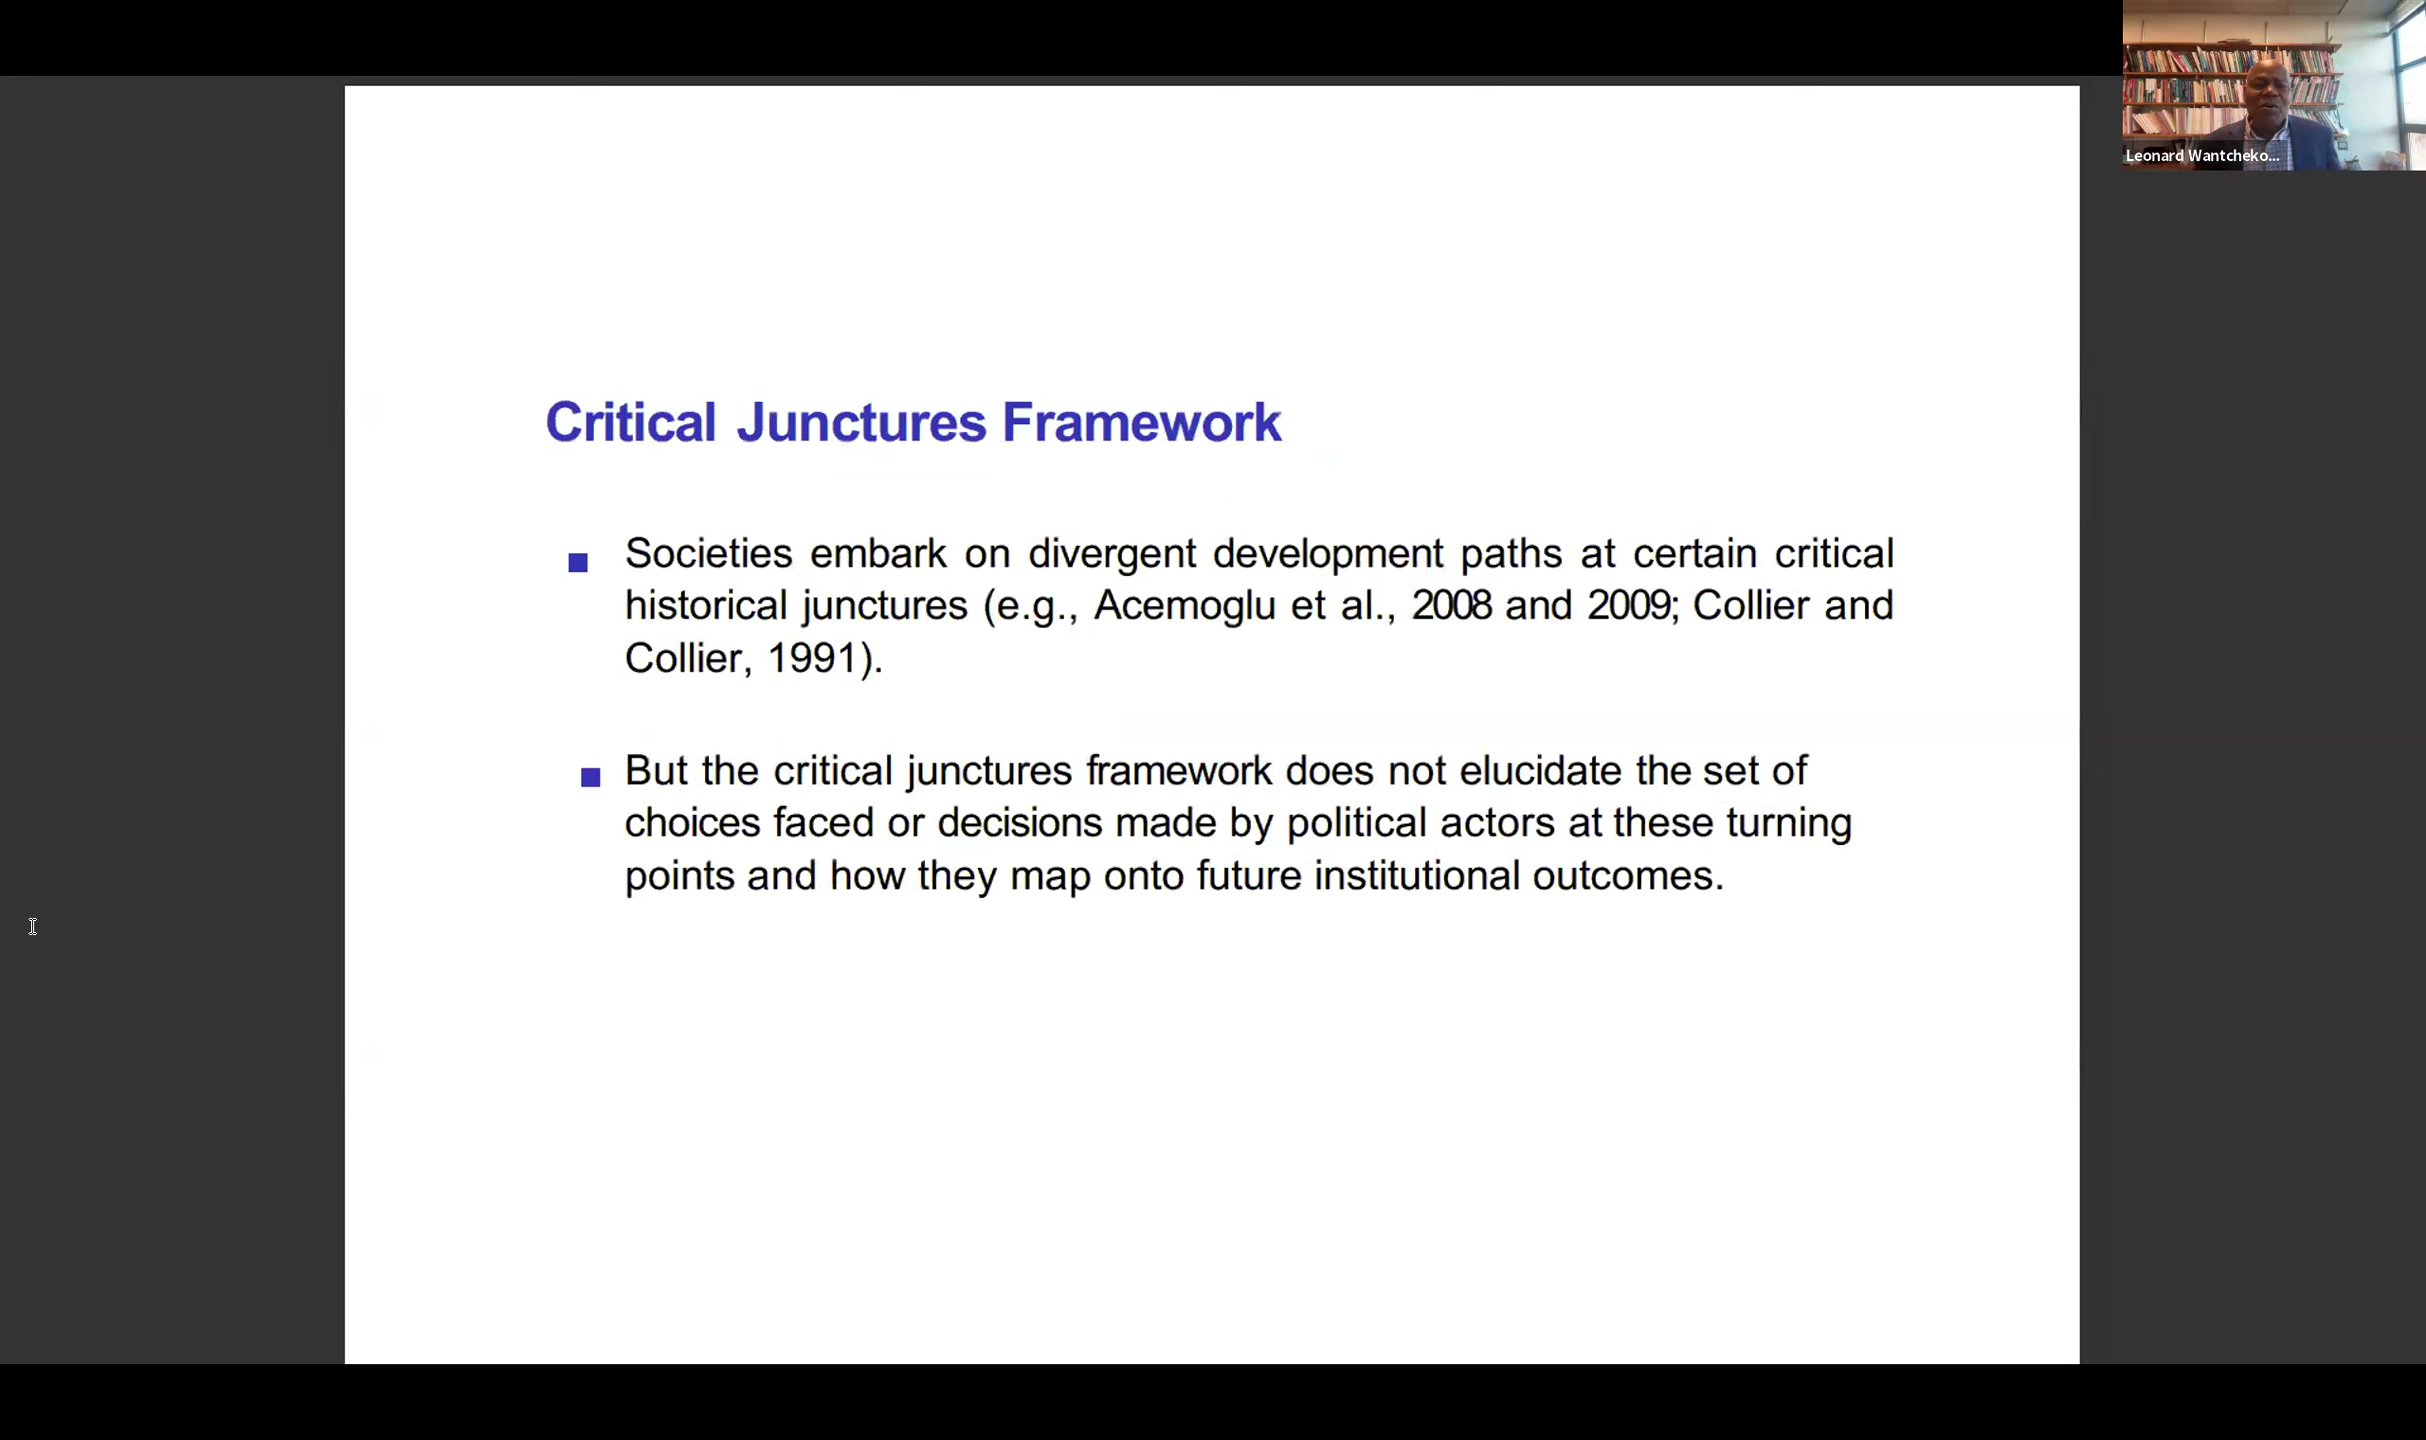 Leonard Wantcheko...
Critical Junctures Framework
Societies embark on divergent development paths at certain critical
historical junctures (e.g., Acemoglu et al., 2008 and 2009; Collier and
Collier, 1991).
But the critical junctures framework does not elucidate the set of
choices faced or decisions made by political actors at these turning
points and how they map onto future institutional outcomes.